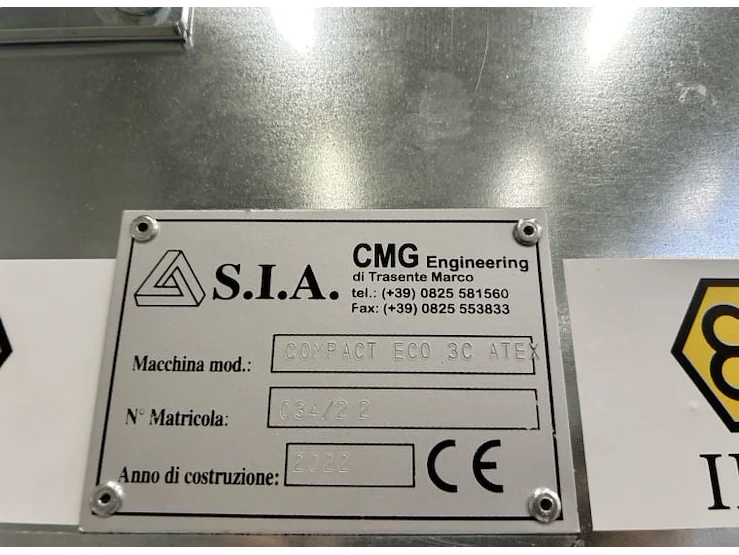 S.I.A.
CMG Engineering
di Trasente Marco
tel.: (+39) 0825 581560
Fax: (+39) 0825 553833
Macchina mod.: COMPACT ECO 3C ATEX
N° Matricola: 034/22
Anno di costruzione: 2022
CE